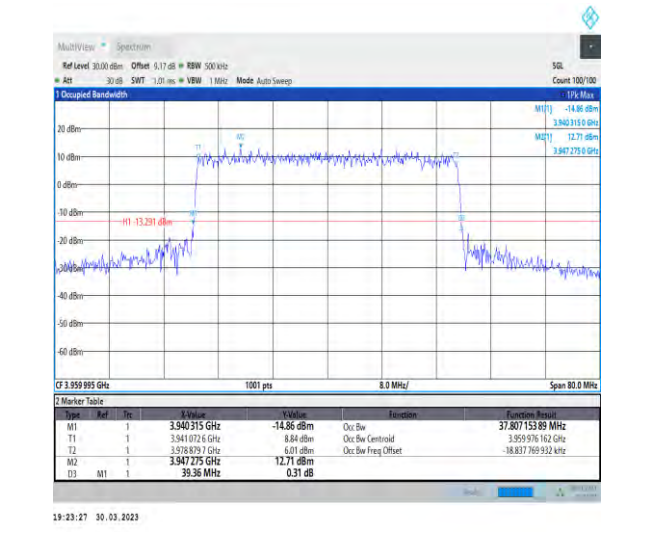 MultiView Spectrum
Ref Level 30.00 dBm Offset 9.17 dB RBW 500 kHz SGL
Att 30 dB SWT 1.01 ms VBW 1 MHz Mode Auto Sweep Count 100/100
1 Occupied Bandwidth 1Pk Max
M1[1] -14.86 dBm
3.940 315 0 GHz
20 dBm
M2[1] 12.71 dBm
3.947 275 0 GHz
M2
T1
T2
10 dBm
0 dBm
-10 dBm
M1
H1 -13.291 dBm
-20 dBm
-30 dBm
-40 dBm
-50 dBm
-60 dBm
CF 3.959 995 GHz 1001 pts 8.0 MHz/ Span 80.0 MHz
2 Marker Table
Type Ref Trc X-Value Y-Value Function Function Result
M1 1 3.940 315 GHz -14.86 dBm Occ Bw 37.807 153 89 MHz
T1 1 3.941 072 6 GHz 8.84 dBm Occ Bw Centroid 3.959 976 162 GHz
T2 1 3.978 879 7 GHz 6.01 dBm Occ Bw Freq Offset -18.837 769 932 kHz
M2 1 3.947 275 GHz 12.71 dBm
D3 M1 1 39.36 MHz 0.31 dB
19:23:27 30.03.2023